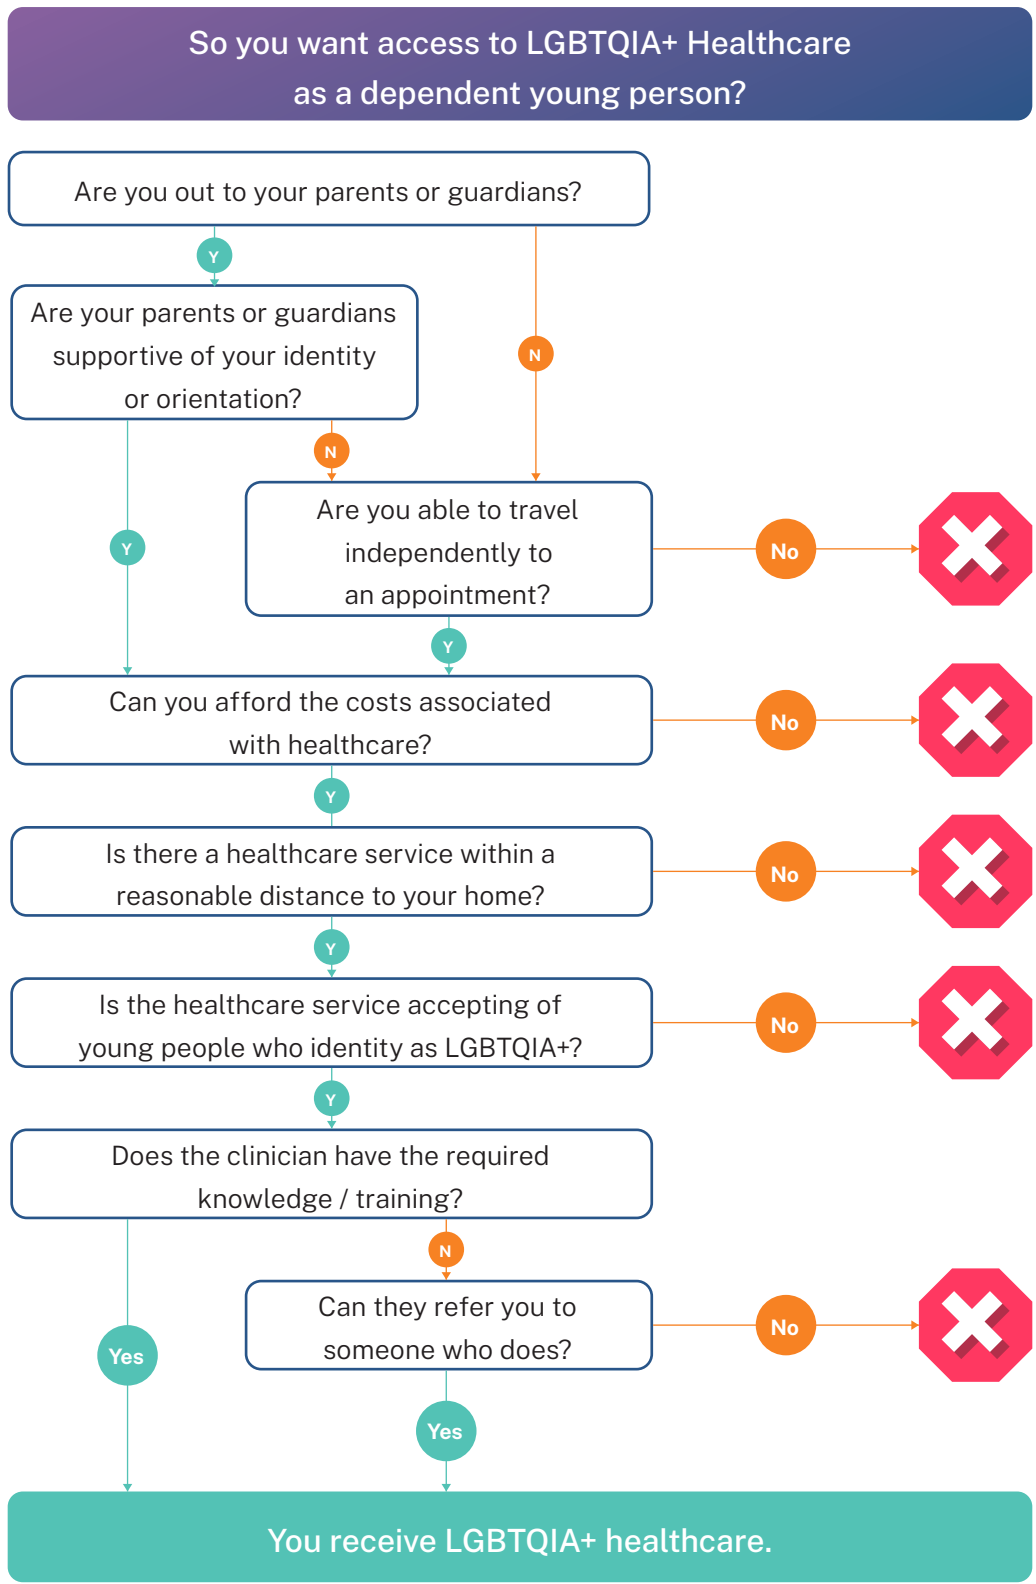 So you want access to LGBTQIA+ Healthcare
as a dependent young person?
Are you out to your parents or guardians?
Y
Are your parents or guardians
supportive of your identity
or orientation?
N
N
Are you able to travel
independently to
an appointment?
No
Y
Y
Can you afford the costs associated
with healthcare?
No
Y
Is there a healthcare service within a
reasonable distance to your home?
No
Y
Is the healthcare service accepting of
young people who identity as LGBTQIA+?
No
Y
Does the clinician have the required
knowledge / training?
N
Can they refer you to
someone who does?
No
Yes
Yes
You receive LGBTQIA+ healthcare.